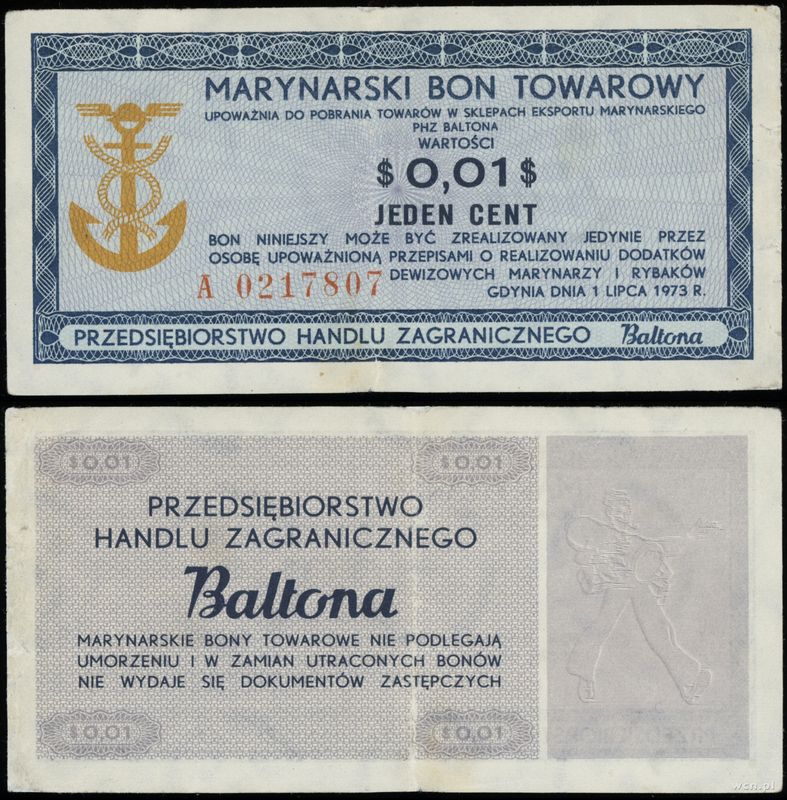 MARYNARSKI BON TOWAROWY
UPOWAŻNIA DO POBRANIA TOWARÓW W SKLEPACH EKSPORTU MARYNARSKIEGO
PHZ BALTONA
WARTOŚCI
$ 0,01 $
JEDEN CENT
BON NINIEJSZY MOŻE BYĆ ZREALIZOWANY JEDYNIE PRZEZ
OSOBĘ UPOWAŻNIONĄ PRZEPISAMI O REALIZOWANIU DODATKÓW
DEWIZOWYCH MARYNARZY I RYBAKÓW
A 0217807
GDYNIA DNIA 1 LIPCA 1973 R.
PRZEDSIĘBIORSTWO HANDLU ZAGRANICZNEGO Baltona
$ 0,01 $ 0,01
PRZEDSIĘBIORSTWO
HANDLU ZAGRANICZNEGO
Baltona
MARYNARSKIE BONY TOWAROWE NIE PODLEGAJĄ
UMORZENIU I W ZAMIAN UTRACONYCH BONÓW
NIE WYDAJE SIĘ DOKUMENTÓW ZASTĘPCZYCH
$ 0,01 $ 0,01
wcn.pl